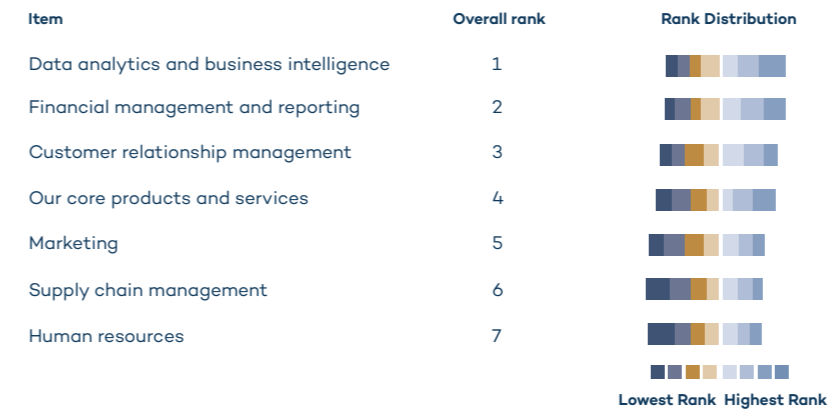 Item Overall rank Rank Distribution
Data analytics and business intelligence 1
Financial management and reporting 2
Customer relationship management 3
Our core products and services 4
Marketing 5
Supply chain management 6
Human resources 7
Lowest Rank Highest Rank